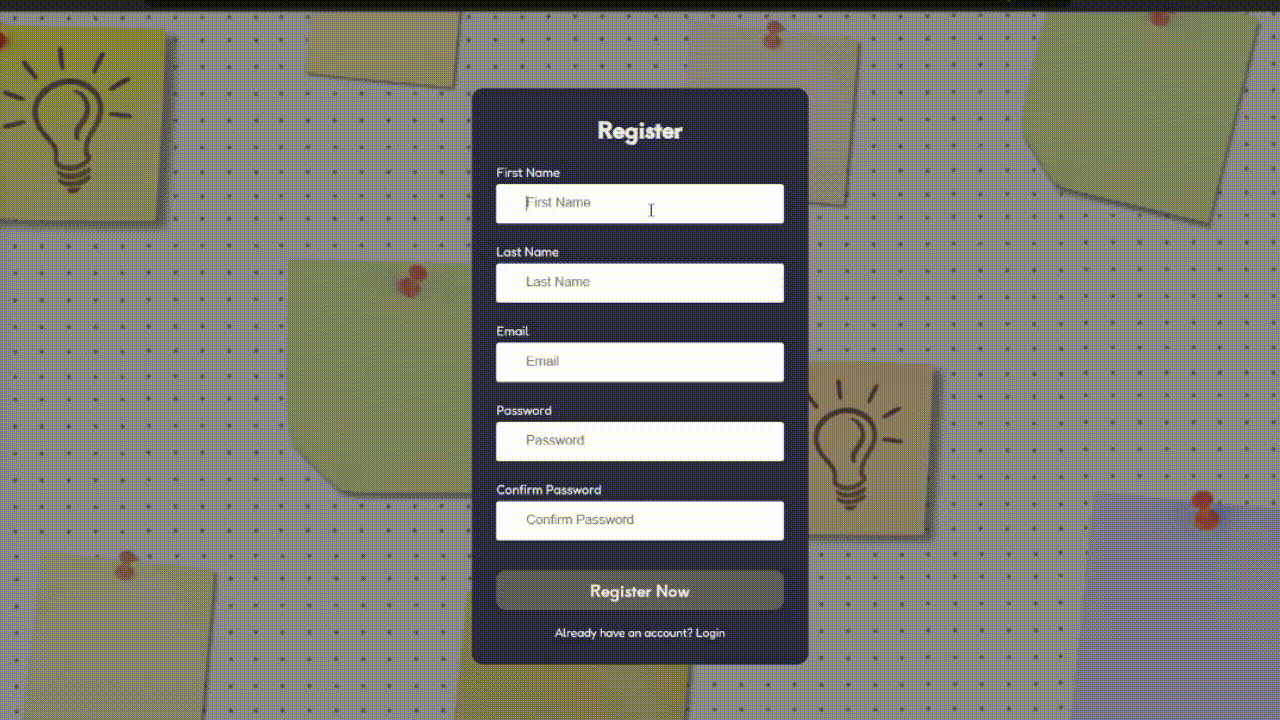 Register
First Name
First Name
Last Name
Last Name
Email
Email
Password
Password
Confirm Password
Confirm Password
Register Now
Already have an account? Login